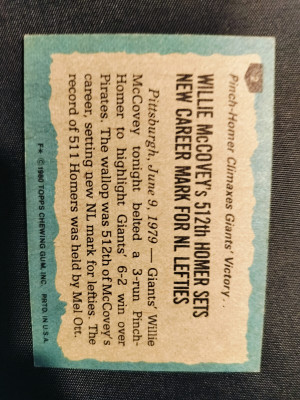 Pinch-Homer Climaxes Giants' Victory . .
WILLIE McCOVEY's 512th HOMER SETS
NEW CAREER MARK FOR NL LEFTIES
Pittsburgh, June 9, 1979 — Giants' Willie
McCovey tonight belted a 3-run Pinch-
Homer to highlight Giants' 6-2 win over
Pirates. The wallop was 512th of McCovey's
career, setting new NL mark for lefties. The
record of 511 Homers was held by Mel Ott.
F* © 1980 TOPPS CHEWING GUM, INC. PRTD. IN U.S.A.